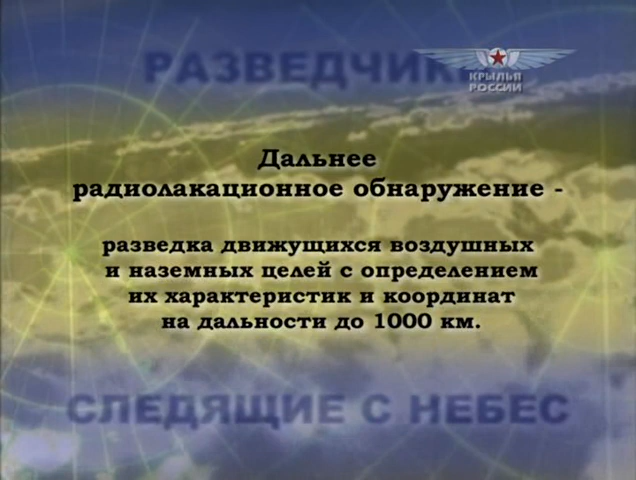 РАЗВЕДЧИКИ
КРЫЛЬЯ
РОССИИ
Дальнее
радиолакационное обнаружение -
разведка движущихся воздушных
и наземных целей с определением
их характеристик и координат
на дальности до 1000 км.
СЛЕДЯЩИЕ С НЕБЕС